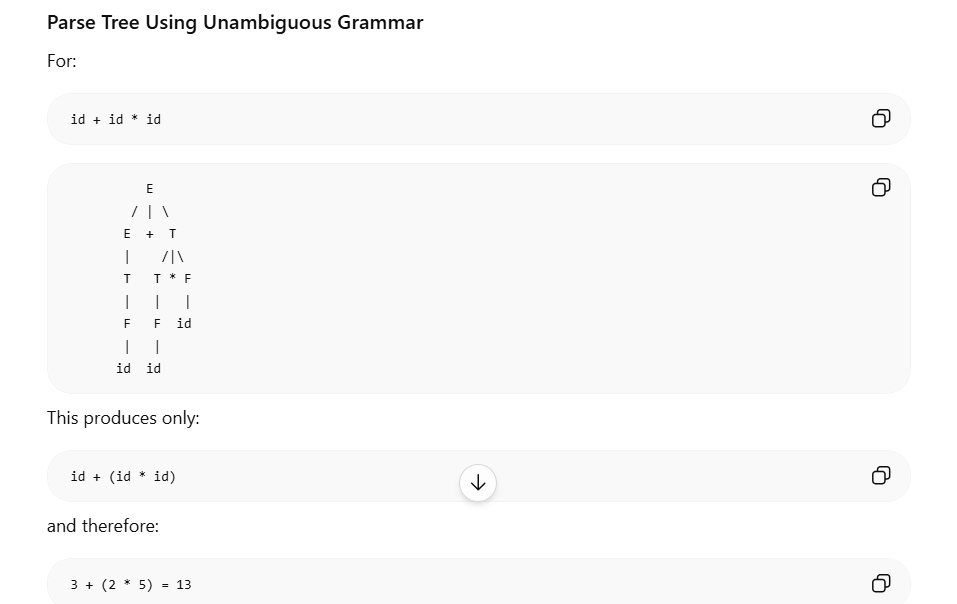 Parse Tree Using Unambiguous Grammar
For:
id + id * id
          E
        / | \
       E  +  T
       |    /|\
       T   T * F
       |   |   |
       F   F  id
       |   |
      id  id
This produces only:
id + (id * id)
and therefore:
3 + (2 * 5) = 13